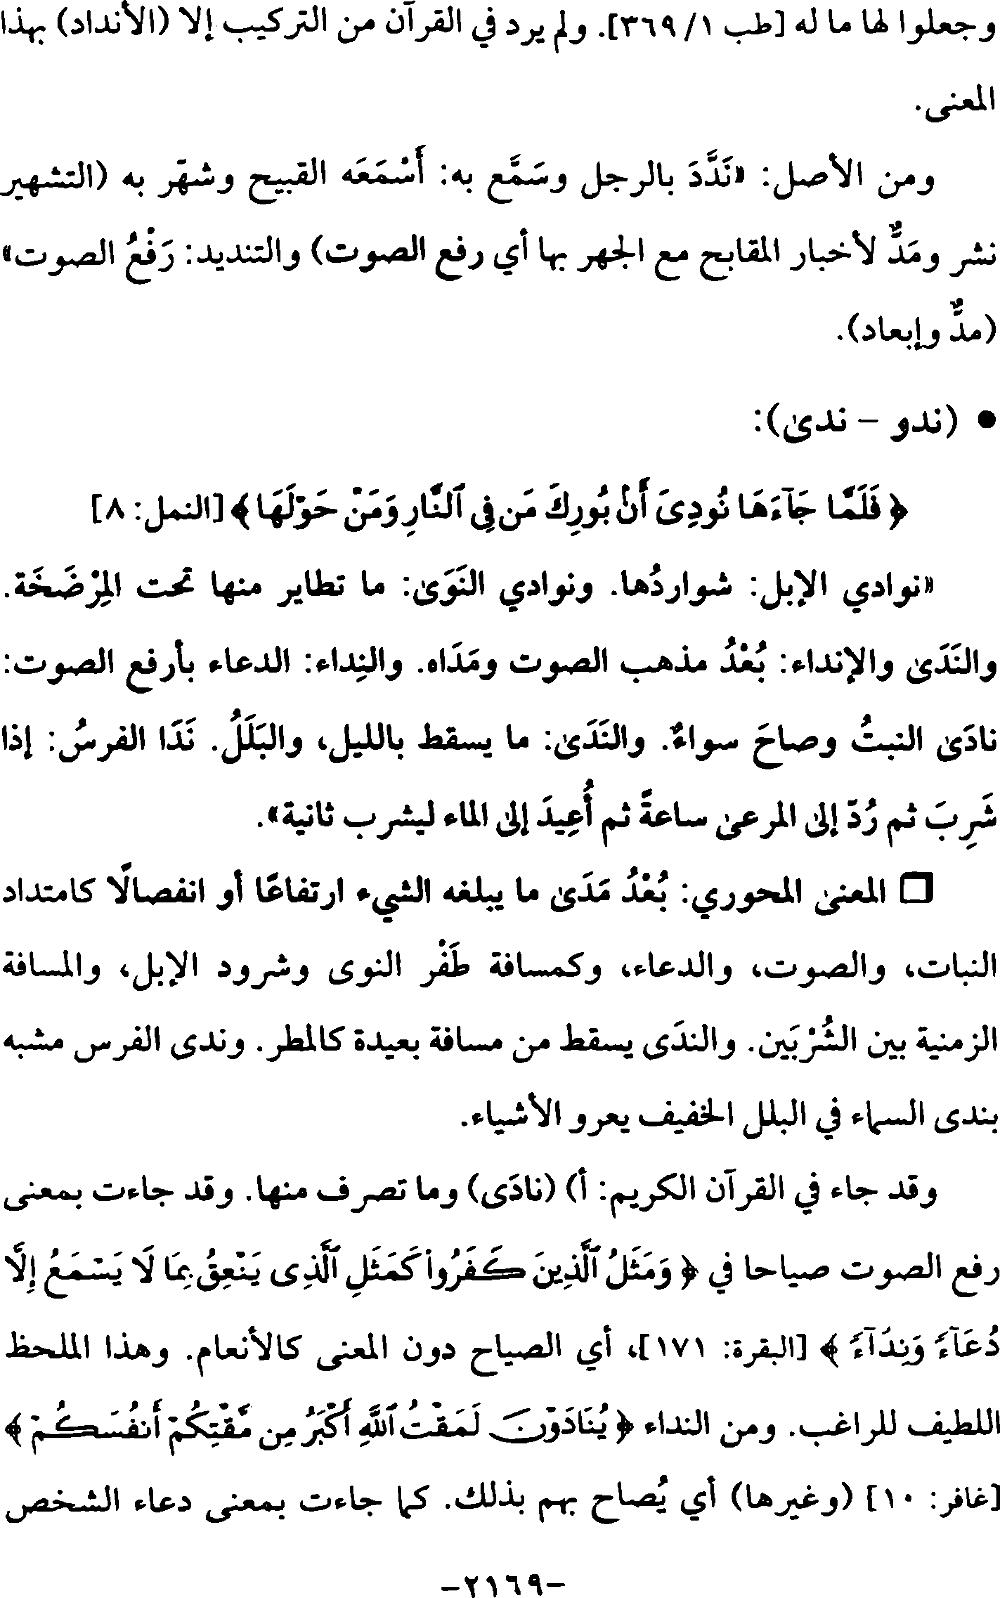 وجعلوا لها ما له [طب ١/ ٣٦٩]. ولم يرد في القرآن من التركيب إلا (الأنداد) بهذا
المعنى.
ومن الأصل: «نَدَّدَ بالرجل وسَمَّع به: أَسْمَعَه القبيح وشهّر به (التشهير
نشر ومَدٌّ لأخبار المقابح مع الجهر بها أي رفع الصوت) والتنديد: رَفْعُ الصوت»
(مدٌّ وإبعاد).
• (ندو – ندى):
﴿ فَلَمَّا جَآءَهَا نُودِىَ أَنۢ بُورِكَ مَن فِى ٱلنَّارِ وَمَنْ حَوْلَهَا ﴾ [النمل: ٨]
«نوادي الإبل: شواردُها. ونوادي النَوَىٰ: ما تطاير منها تحت المِرْضَخَة.
والنَدَىٰ والإنداء: بُعْدُ مذهب الصوت ومَدَاه. والنِداء: الدعاء بأرفع الصوت:
نادَىٰ النبتُ وصاحَ سواءٌ. والنَدَىٰ: ما يسقط بالليل، والبَلَلُ. نَدَا الفرسُ: إذا
شَرِبَ ثم رُدّ إلىٰ المرعىٰ ساعةً ثم أُعِيدَ إلىٰ الماء ليشرب ثانية».
□ المعنىٰ المحوري: بُعْدُ مَدَىٰ ما يبلغه الشيء ارتفاعًا أو انفصالًا كامتداد
النبات، والصوت، والدعاء، وكمسافة طَفْر النوى وشرود الإبل، والمسافة
الزمنية بين الشُرْبَين. والندَى يسقط من مسافة بعيدة كالمطر. وندى الفرس مشبه
بندى السماء في البلل الخفيف يعرو الأشياء.
وقد جاء في القرآن الكريم: أ) (نادَى) وما تصرف منها. وقد جاءت بمعنى
رفع الصوت صياحا في ﴿ وَمَثَلُ ٱلَّذِينَ كَفَرُوا۟ كَمَثَلِ ٱلَّذِى يَنْعِقُ بِمَا لَا يَسْمَعُ إِلَّا
دُعَآءً وَنِدَآءً ﴾ [البقرة: ١٧١]، أي الصياح دون المعنى كالأنعام. وهذا الملحظ
اللطيف للراغب. ومن النداء ﴿ يُنَادَوْنَ لَمَقْتُ ٱللَّهِ أَكْبَرُ مِن مَّقْتِكُمْ أَنفُسَكُمْ ﴾
[غافر: ١٠] (وغيرها) أي يُصاح بهم بذلك. كما جاءت بمعنى دعاء الشخص
-٢١٦٩-